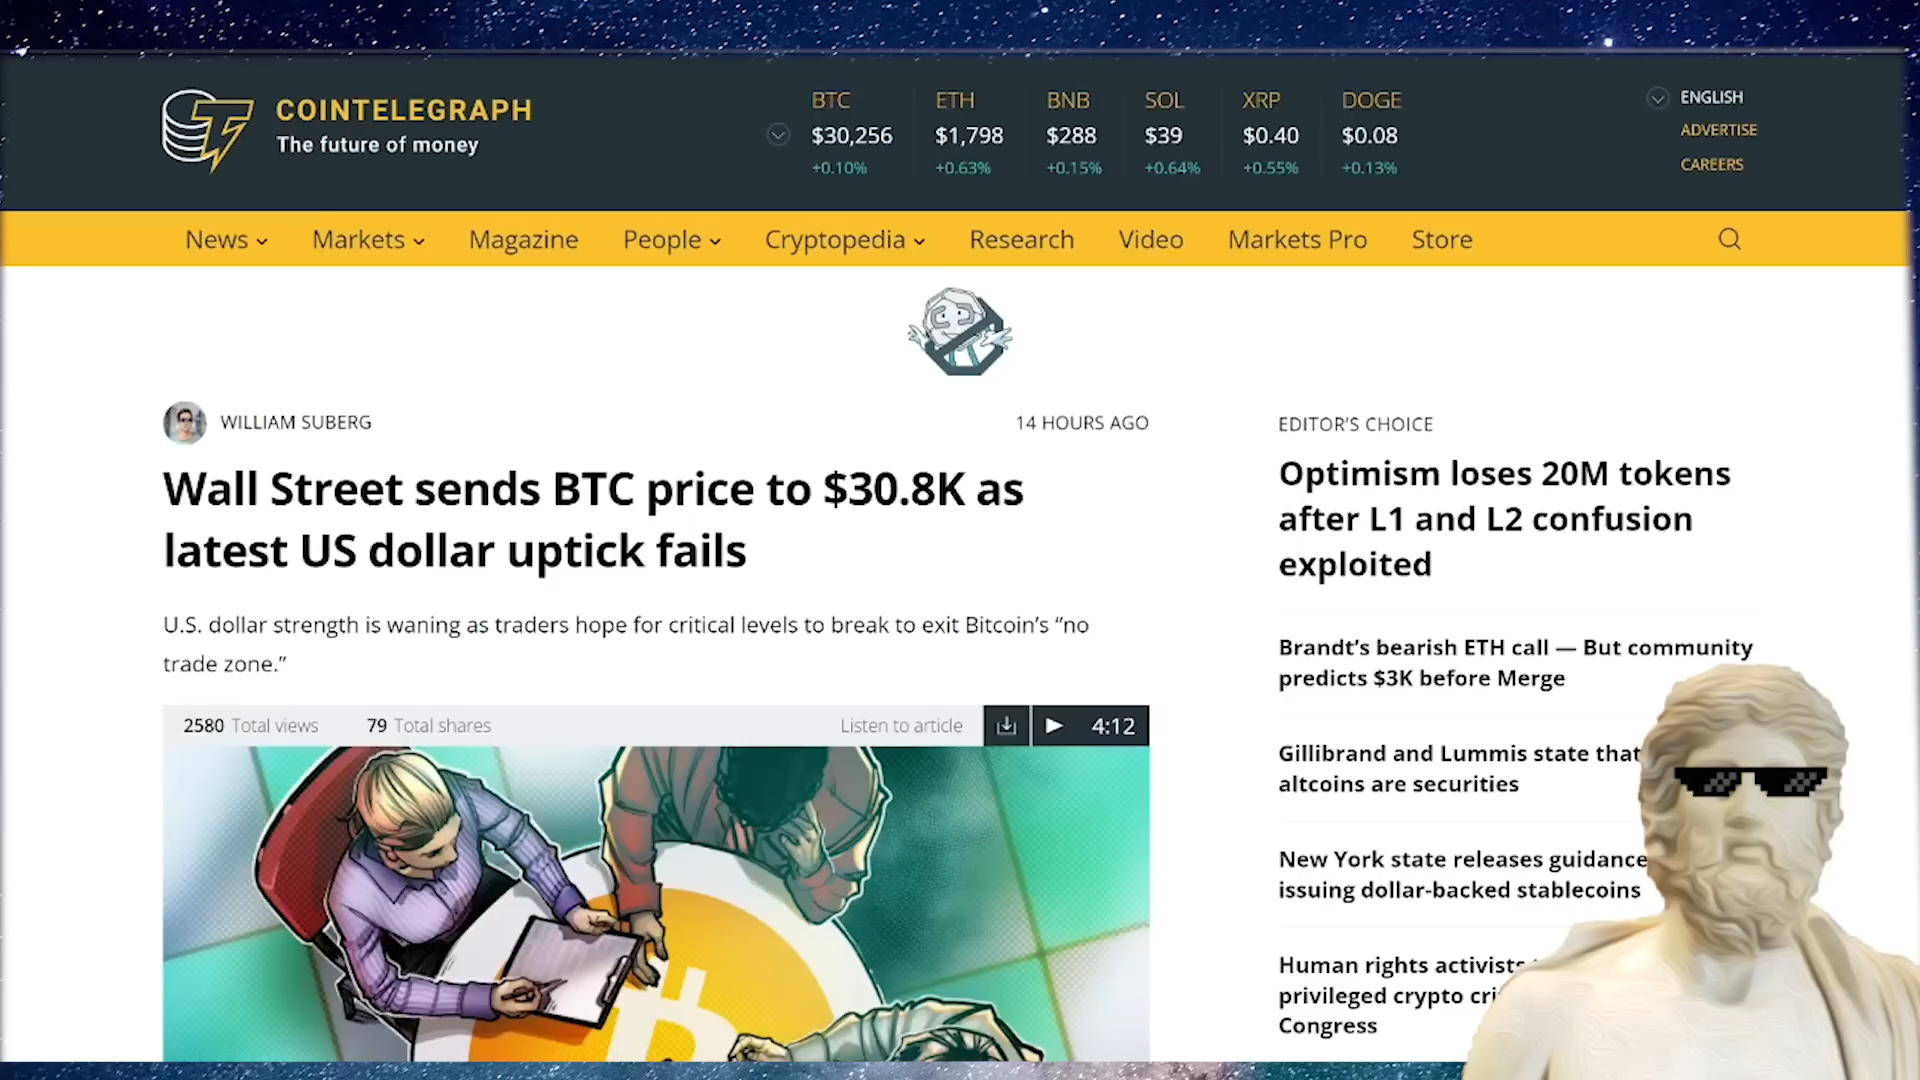 COINTELEGRAPH
The future of money
BTC ETH BNB SOL XRP DOGE
$30,256 $1,798 $288 $39 $0.40 $0.08
+0.10% +0.63% +0.15% +0.64% +0.55% +0.13%
ENGLISH
ADVERTISE
CAREERS
News Markets Magazine People Cryptopedia Research Video Markets Pro Store
WILLIAM SUBERG
14 HOURS AGO
Wall Street sends BTC price to $30.8K as
latest US dollar uptick fails
U.S. dollar strength is waning as traders hope for critical levels to break to exit Bitcoin’s “no
trade zone.”
2580 Total views 79 Total shares Listen to article 4:12
EDITOR’S CHOICE
Optimism loses 20M tokens
after L1 and L2 confusion
exploited
Brandt’s bearish ETH call — But community
predicts $3K before Merge
Gillibrand and Lummis state that
altcoins are securities
New York state releases guidance
issuing dollar-backed stablecoins
Human rights activists
privileged crypto
Congress